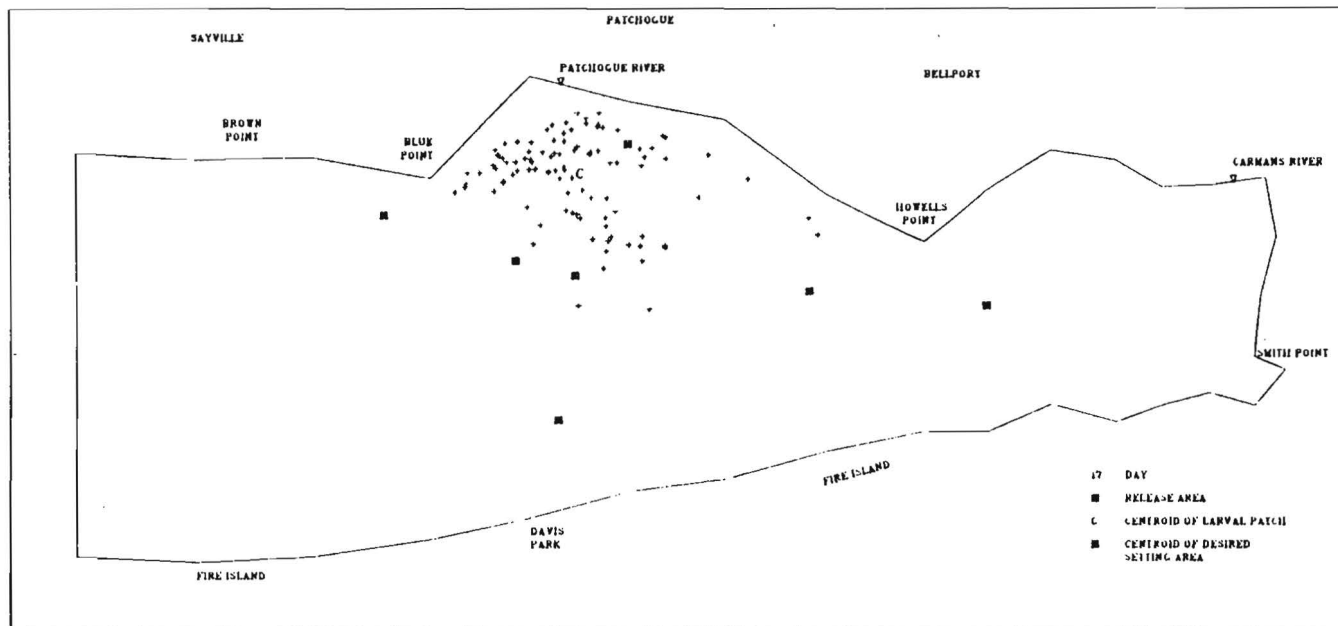 PATCHOGUE
SAYVILLE
PATCHOGUE RIVER
BELLPORT
BROWN
POINT
BLUE
POINT
CARMANS RIVER
HOWELLS
POINT
C
SMITH POINT
FIRE ISLAND
DAVIS
PARK
FIRE ISLAND
17 DAY
RELEASE AREA
C CENTROID OF LARVAL PATCH
CENTROID OF DESIRED
SETTING AREA